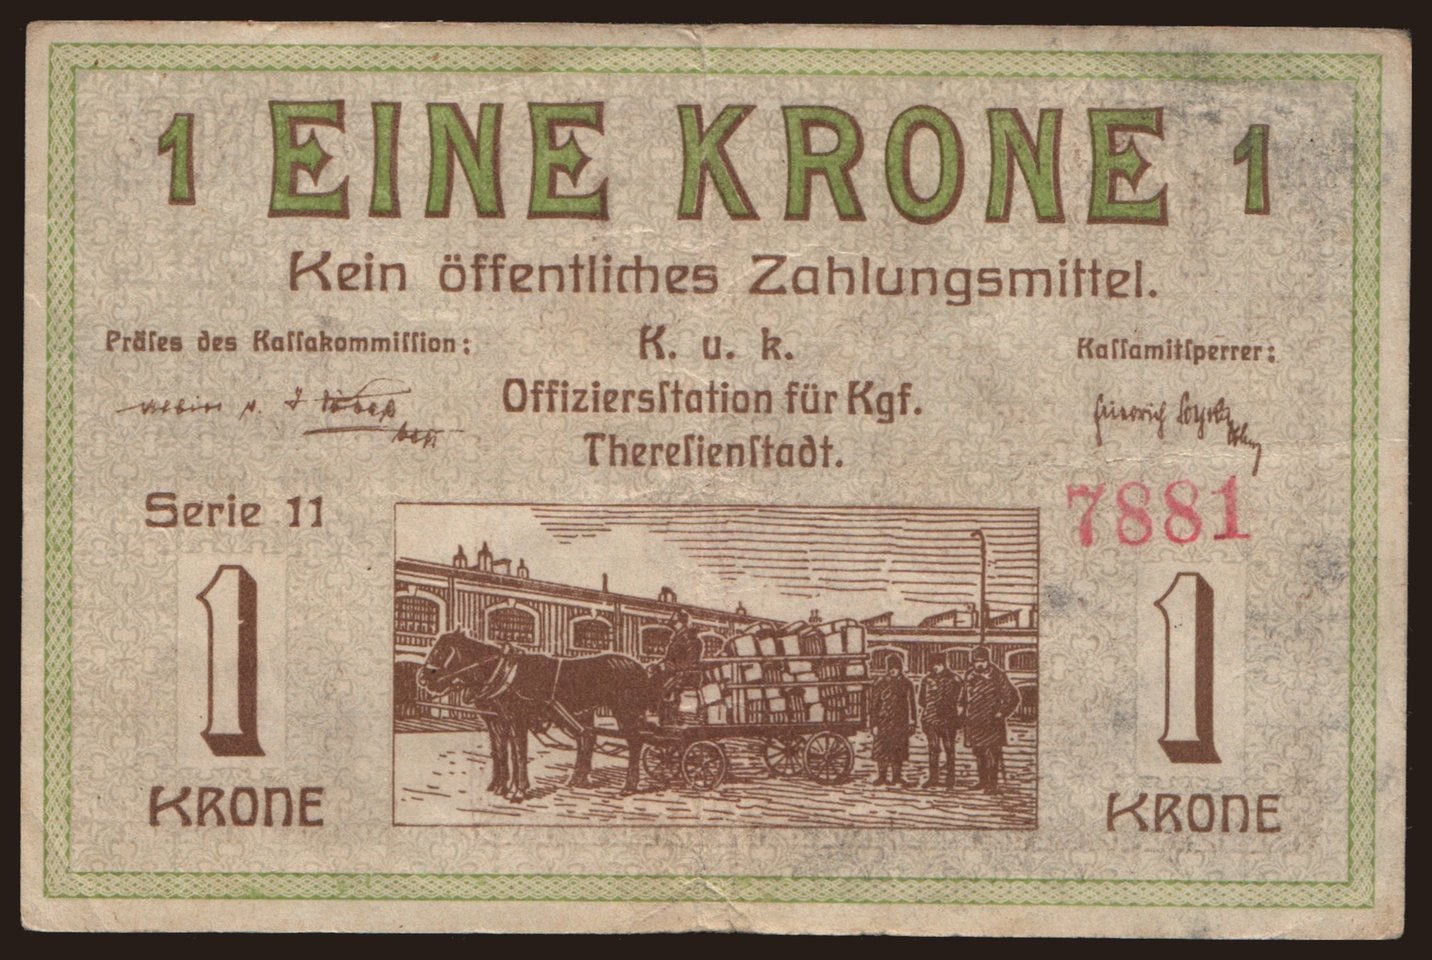 1 EINE KRONE 1
Kein öffentliches Zahlungsmittel.
Präſes des Kaſſakommiſſion:
K. u. k.
Offiziersſtation für Kgf.
Thereſienſtadt.
Kaſſamitſperrer:
Friedrich
Serie 11
7881
1
KRONE
1
KRONE